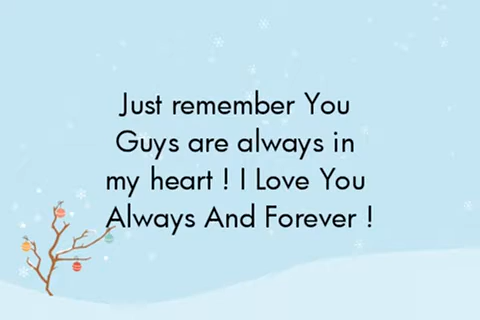 Just remember You
Guys are always in
my heart ! I Love You
Always And Forever !